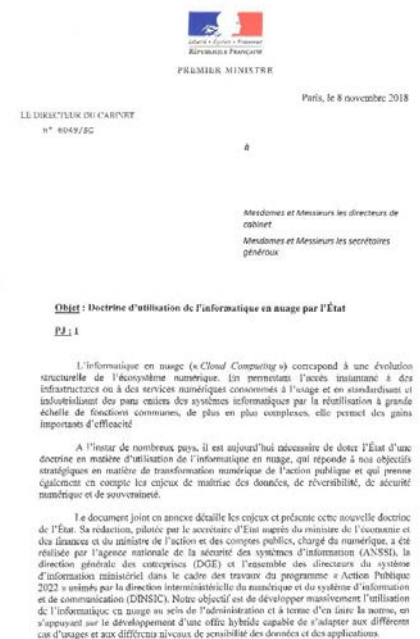 Liberté • Égalité • Fraternité
RÉPUBLIQUE FRANÇAISE
PREMIER MINISTRE
Paris, le 8 novembre 2018
LE DIRECTEUR DU CABINET
n° 6049/SG
à
Mesdames et Messieurs les directeurs de
cabinet
Mesdames et Messieurs les secrétaires
généraux
Objet : Doctrine d'utilisation de l'informatique en nuage par l'État
PJ : 1
L'informatique en nuage (« Cloud Computing ») correspond à une évolution
structurelle de l'écosystème numérique. En permettant l'accès instantané à des
infrastructures ou à des services numériques consommés à l'usage et en standardisant et
industrialisant des pans entiers des systèmes informatiques par la réutilisation à grande
échelle de fonctions communes, de plus en plus complexes, elle permet des gains
importants d'efficacité
A l'instar de nombreux pays, il est aujourd'hui nécessaire de doter l'État d'une
doctrine en matière d'utilisation de l'informatique en nuage, qui réponde à nos objectifs
stratégiques en matière de transformation numérique de l'action publique et qui prenne
également en compte les enjeux de maîtrise des données, de réversibilité, de sécurité
numérique et de souveraineté.
Le document joint en annexe détaille les enjeux et présente cette nouvelle doctrine
de l'État. Sa rédaction, pilotée par le secrétaire d'Etat auprès du ministre de l'économie et
des finances et du ministre de l'action et des comptes publics, chargé du numérique, a été
réalisée par l'agence nationale de la sécurité des systèmes d'information (ANSSI), la
direction générale des entreprises (DGE) et l'ensemble des directeurs du système
d'information ministériel dans le cadre des travaux du programme « Action Publique
2022 » animés par la direction interministérielle du numérique et du système d'information
et de communication (DINSIC). Notre objectif est de développer massivement l'utilisation
de l'informatique en nuage au sein de l'administration et à terme d'en faire la norme, en
s'appuyant sur le développement d'une offre hybride capable de s'adapter aux différents
cas d'usages et aux différents niveaux de sensibilité des données et des applications.